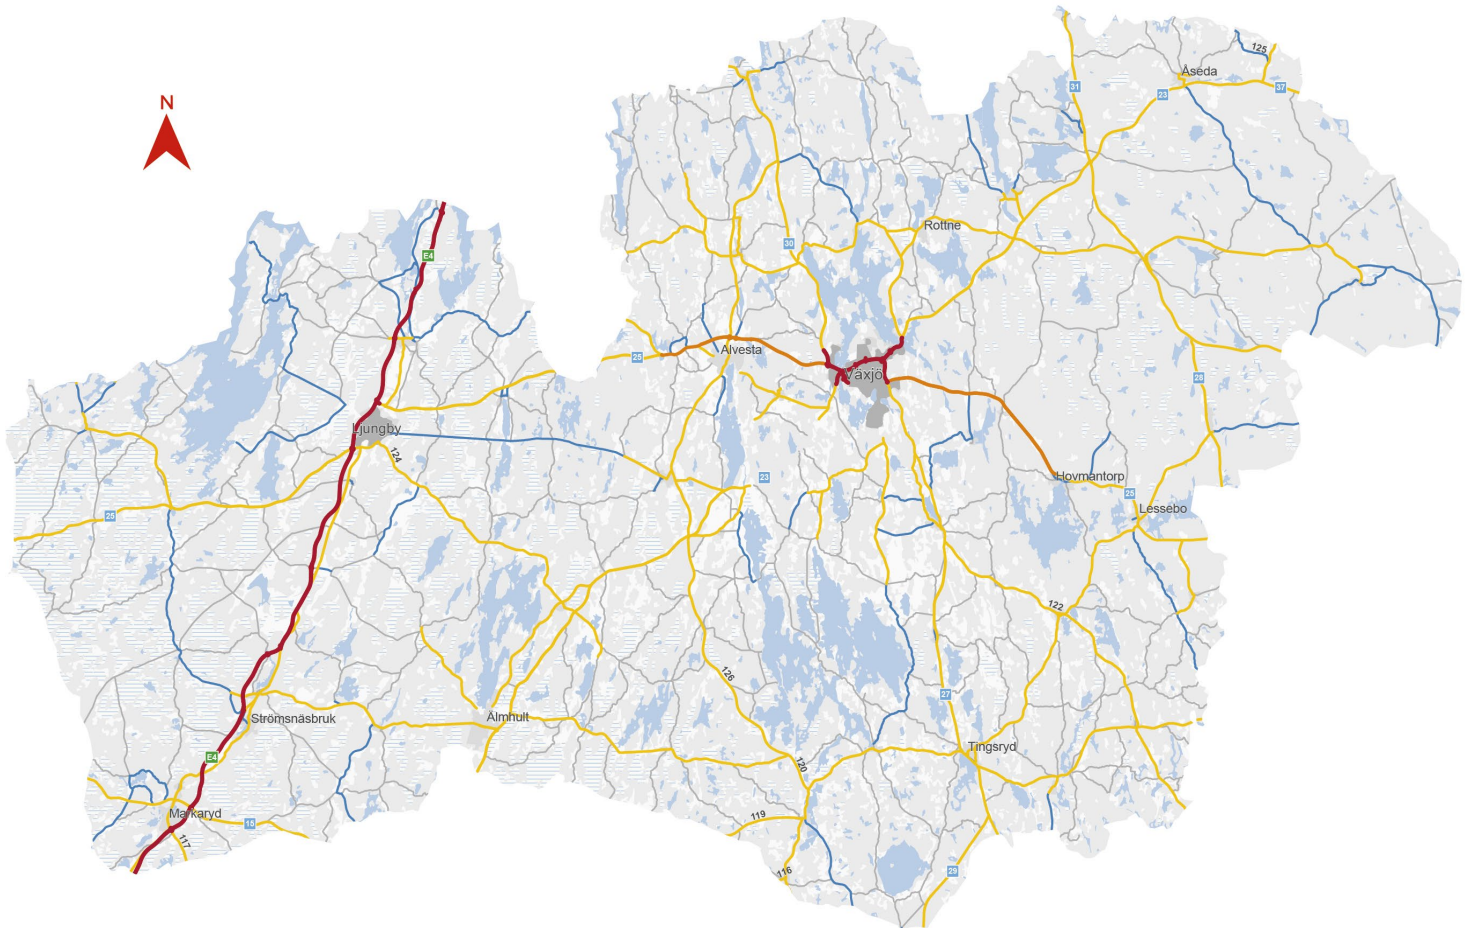 125
Åseda
31
23
37
N
Rottne
30
E4
Alvesta
25
Växjö
28
Ljungby
124
Hovmantorp
23
25
Lessebo
25
122
126
27
Strömsnäsbruk
Älmhult
Tingsryd
E4
120
Markaryd
15
119
117
116
29